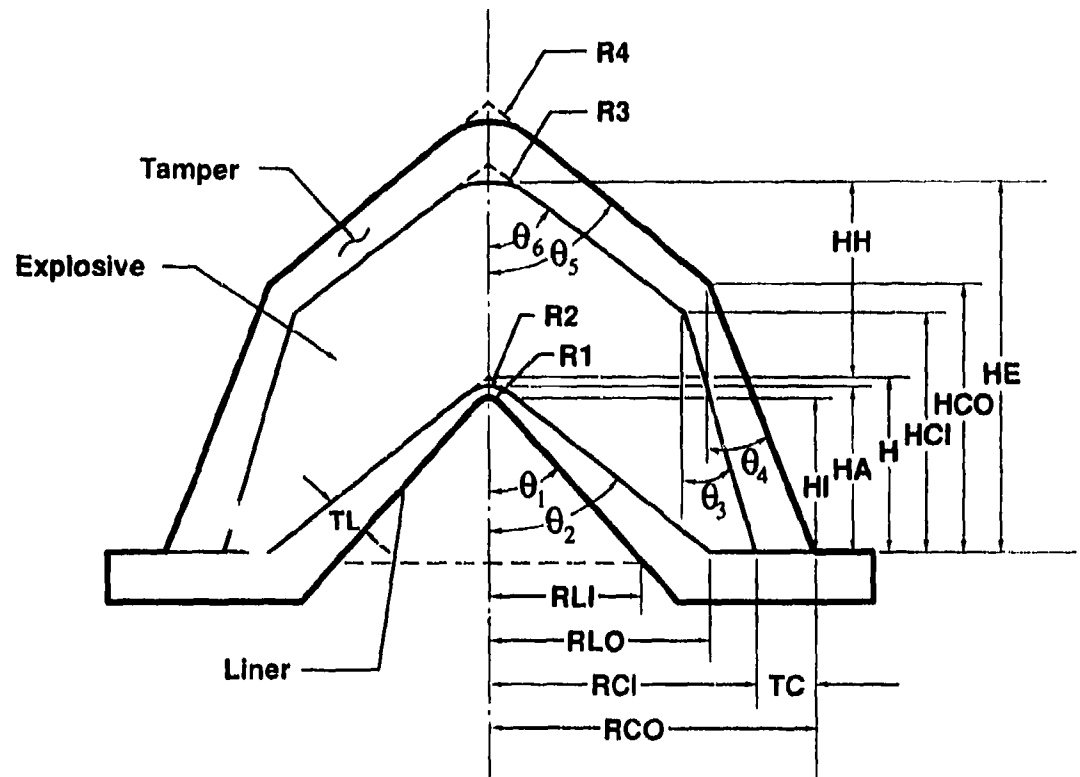 R4
R3
Tamper
θ6
θ5
HH
Explosive
R2
R1
HE
HCO
HCI
H
HA
HI
θ4
θ3
θ1
θ2
TL
RLI
RLO
Liner
RCI
TC
RCO